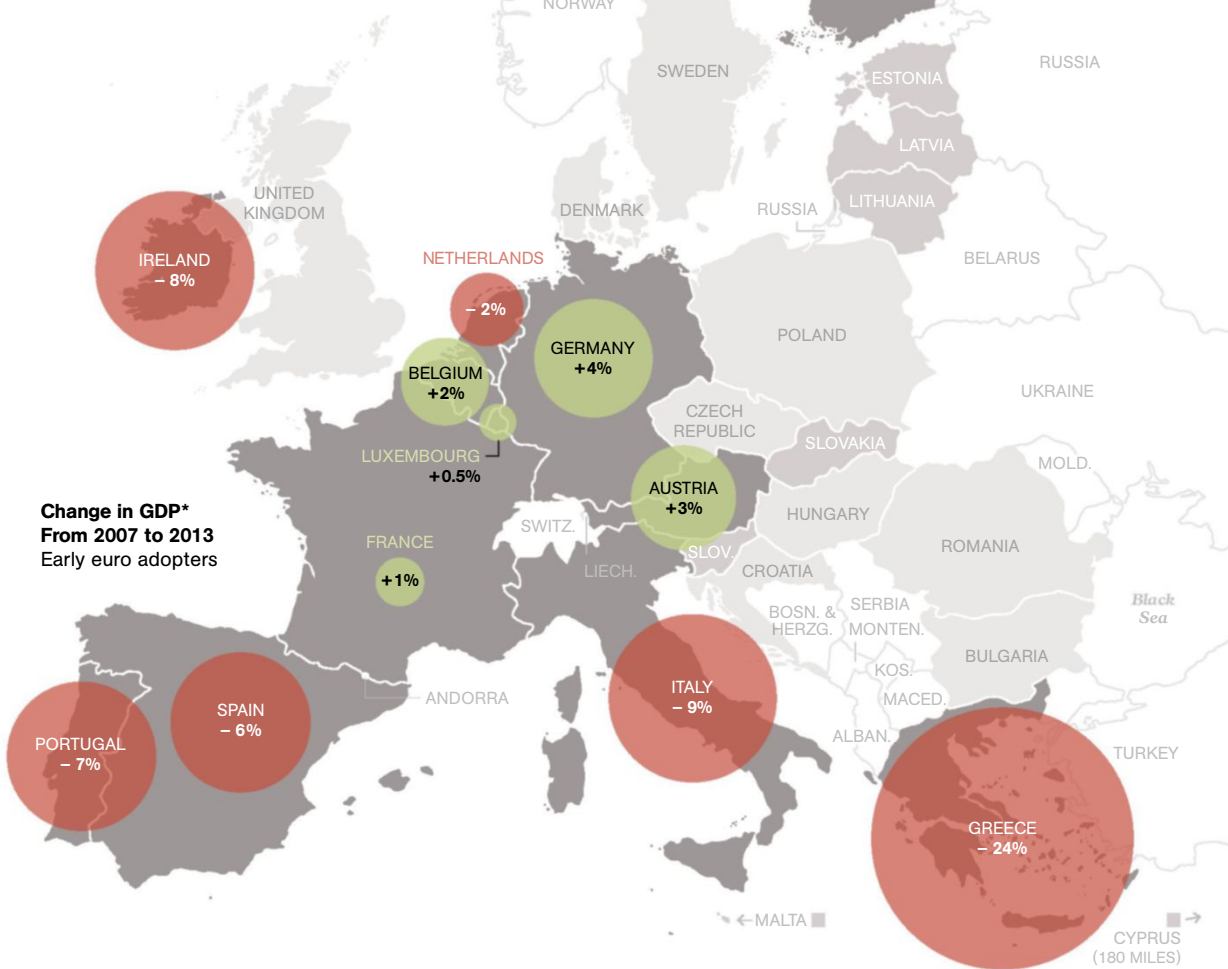 NORWAY
SWEDEN
RUSSIA
ESTONIA
LATVIA
LITHUANIA
RUSSIA
BELARUS
UNITED
KINGDOM
DENMARK
IRELAND
– 8%
NETHERLANDS
– 2%
GERMANY
+4%
POLAND
BELGIUM
+2%
UKRAINE
CZECH
REPUBLIC
SLOVAKIA
LUXEMBOURG
+0.5%
MOLD.
AUSTRIA
+3%
HUNGARY
Change in GDP*
From 2007 to 2013
Early euro adopters
SWITZ.
FRANCE
+1%
LIECH.
SLOV.
CROATIA
ROMANIA
BOSN. &
HERZG.
SERBIA
MONTEN.
Black
Sea
KOS.
BULGARIA
MACED.
ANDORRA
SPAIN
– 6%
PORTUGAL
– 7%
ITALY
– 9%
ALBAN.
TURKEY
GREECE
– 24%
←MALTA
→
CYPRUS
(180 MILES)